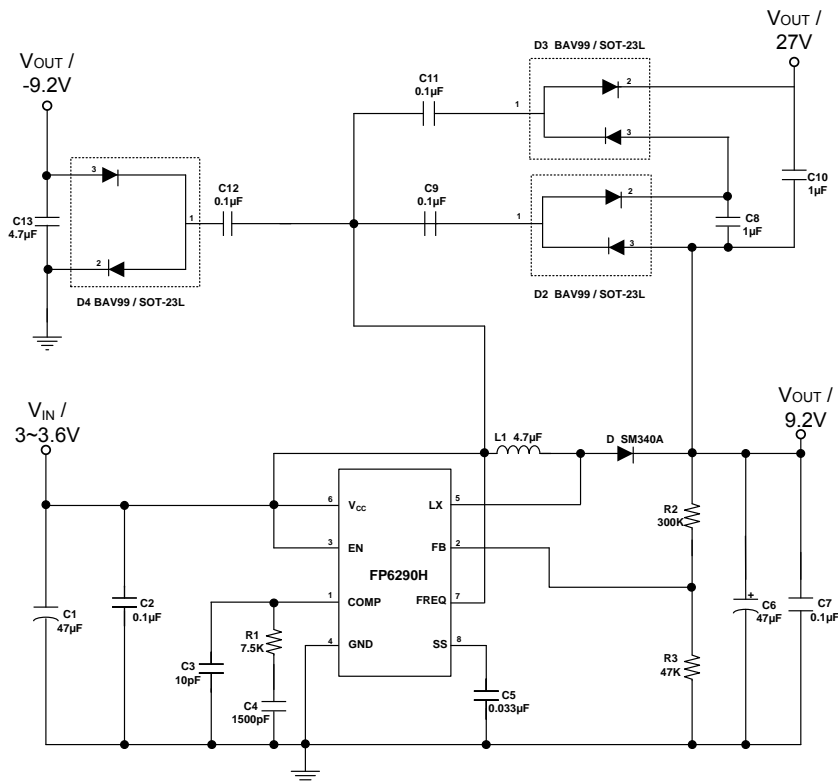 D3 BAV99 / SOT-23L
VOUT /
27V
VOUT /
-9.2V
C11
0.1µF
1
2
3
C10
1µF
3
C12
0.1µF
C9
0.1µF
1
2
3
C8
1µF
C13
4.7µF
1
2
D4 BAV99 / SOT-23L
D2 BAV99 / SOT-23L
VIN /
3~3.6V
VOUT /
9.2V
L1 4.7µF
D SM340A
6
VCC
LX
5
3
EN
FB
2
FP6290H
1
COMP
FREQ
7
4
GND
SS
8
R2
300K
C1
47µF
C2
0.1µF
C3
10pF
R1
7.5K
C4
1500pF
C5
0.033µF
R3
47K
+
C6
47µF
C7
0.1µF